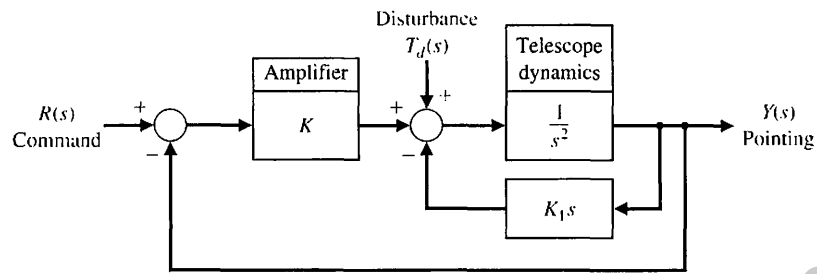 Disturbance
T_d(s)
Telescope
dynamics
Amplifier
R(s)
Command
+
−
K
+
+
−
1
s²
Y(s)
Pointing
K₁s